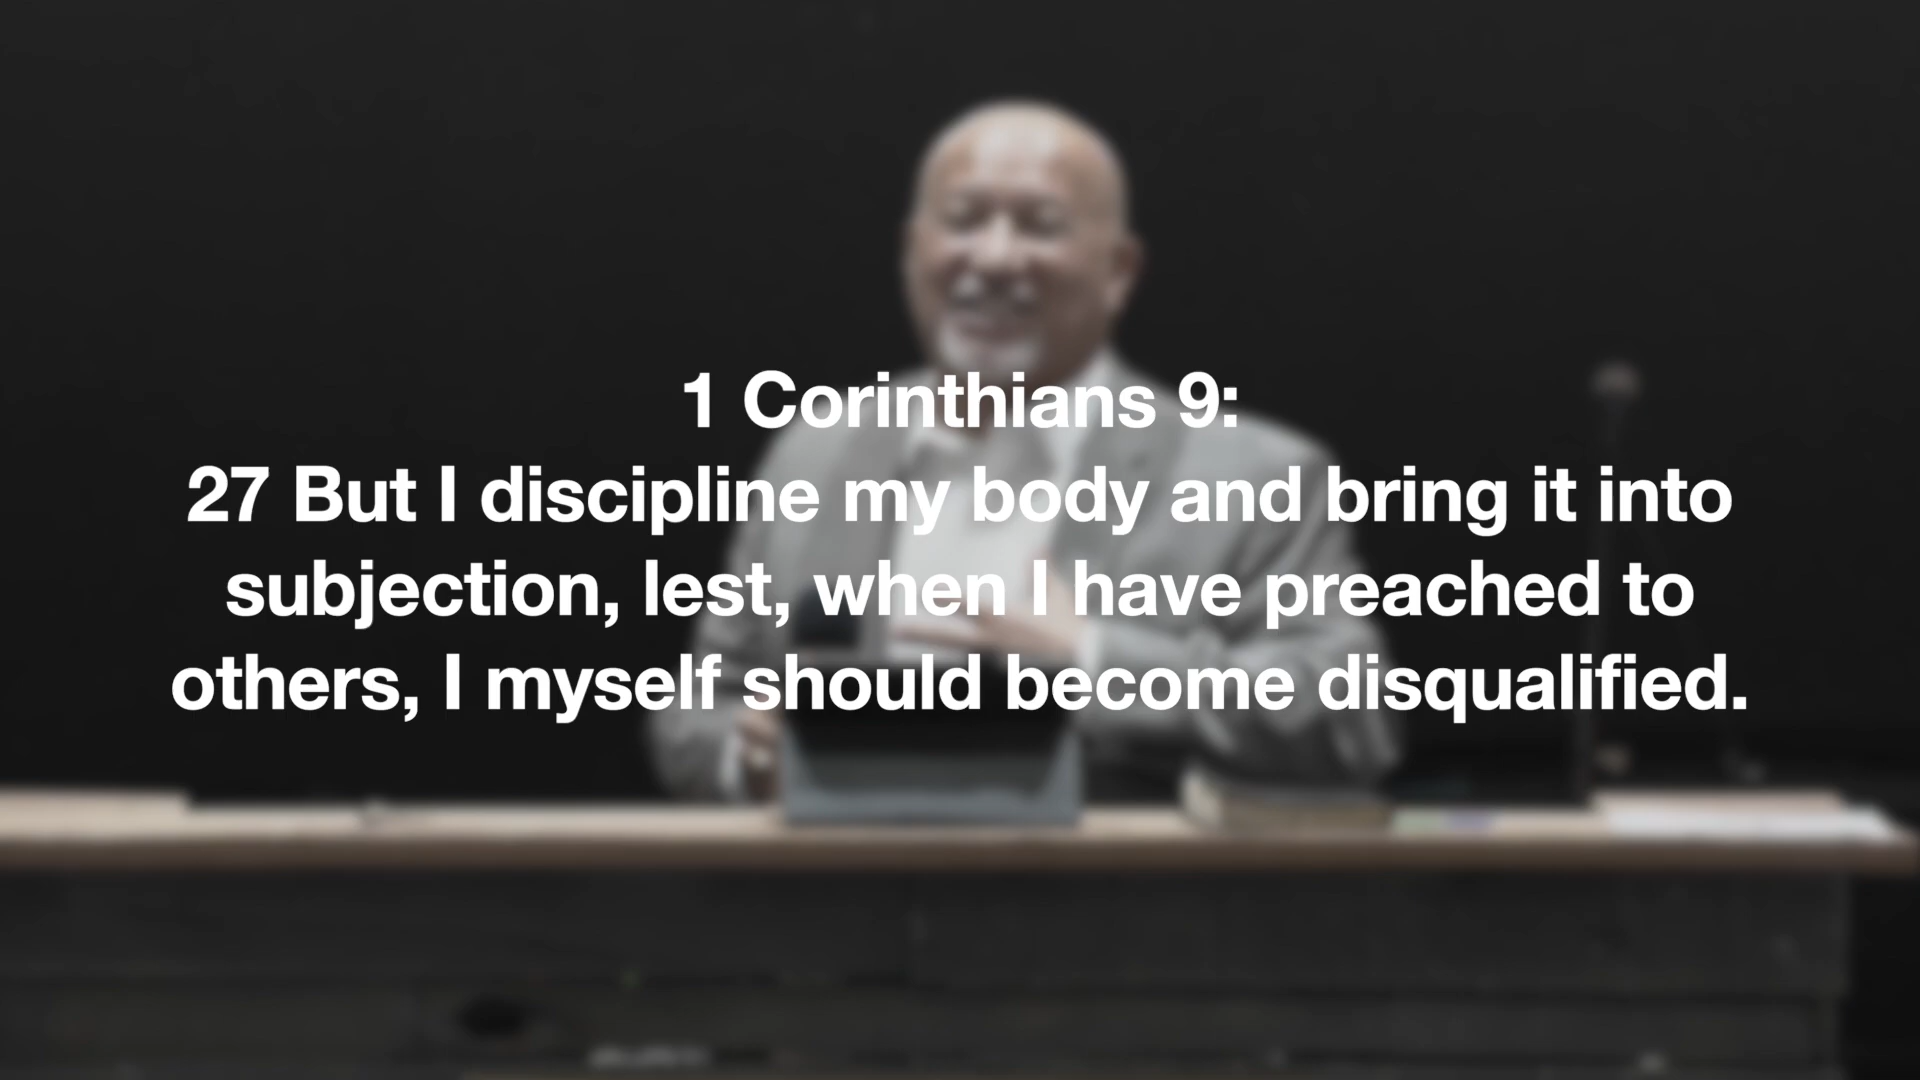 1 Corinthians 9:
27 But I discipline my body and bring it into
subjection, lest, when I have preached to
others, I myself should become disqualified.